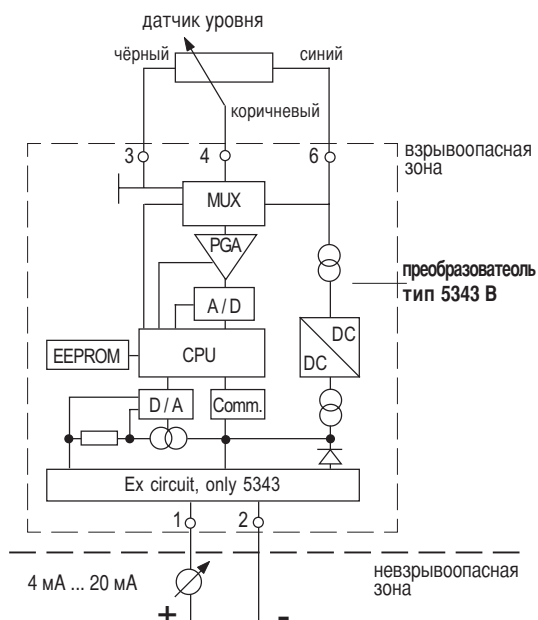 датчик уровня
чёрный
синий
коричневый
3
4
6
взрывоопасная
зона
MUX
PGA
преобразоватеоль
тип 5343 В
A / D
EEPROM
CPU
DC
DC
D / A
Comm.
Ex circuit, only 5343
1
2
4 мА ... 20 мА
невзрывоопасная
зона
+
-